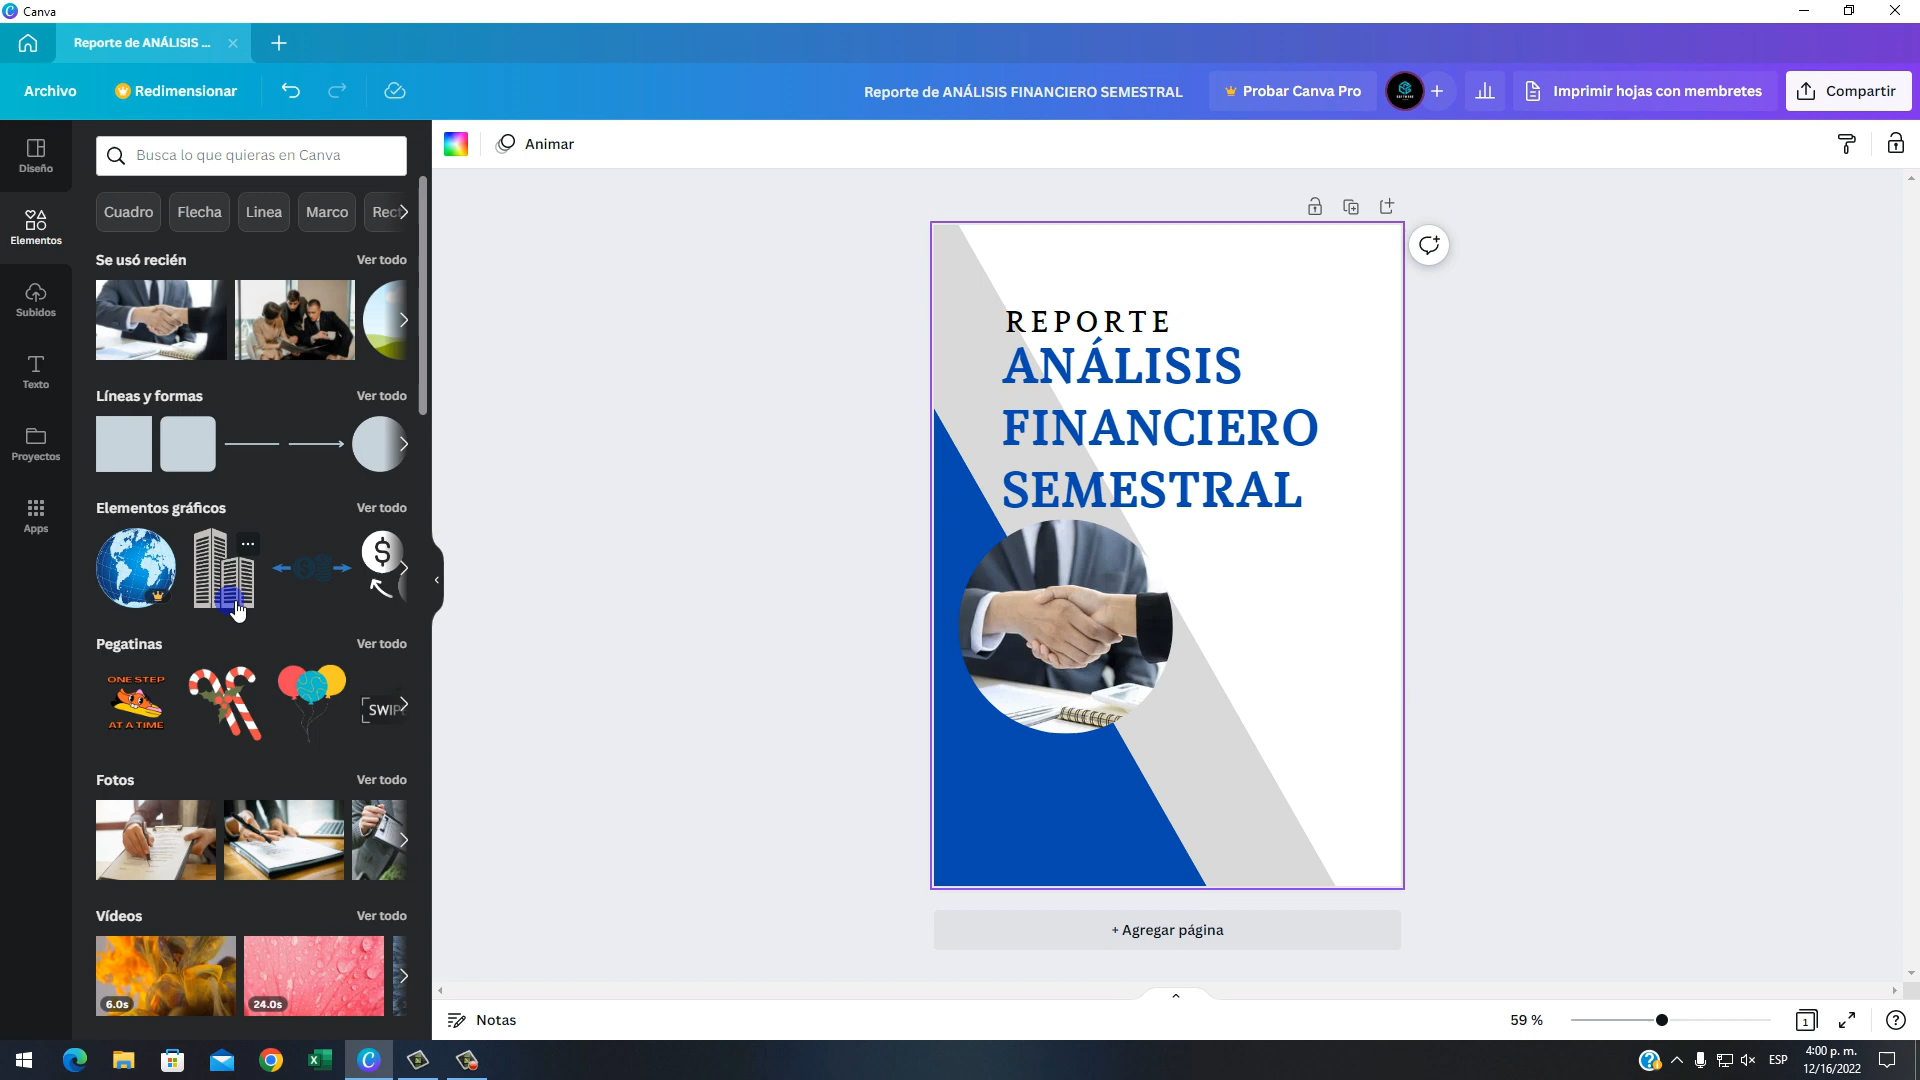 Canva
Reporte de ANÁLISIS ...
Archivo
Redimensionar
Reporte de ANÁLISIS FINANCIERO SEMESTRAL
Probar Canva Pro
Imprimir hojas con membretes
Compartir
Diseño
Elementos
Subidos
Texto
Proyectos
Apps
Busca lo que quieras en Canva
Cuadro
Flecha
Linea
Marco
Rect
Se usó recién
Ver todo
Líneas y formas
Ver todo
Elementos gráficos
Ver todo
Pegatinas
Ver todo
ONE STEP
AT A TIME
SWIP
Fotos
Ver todo
Vídeos
Ver todo
6.0s
24.0s
Animar
REPORTE
ANÁLISIS
FINANCIERO
SEMESTRAL
+ Agregar página
Notas
59 %
1
ESP
4:00 p. m.
12/16/2022